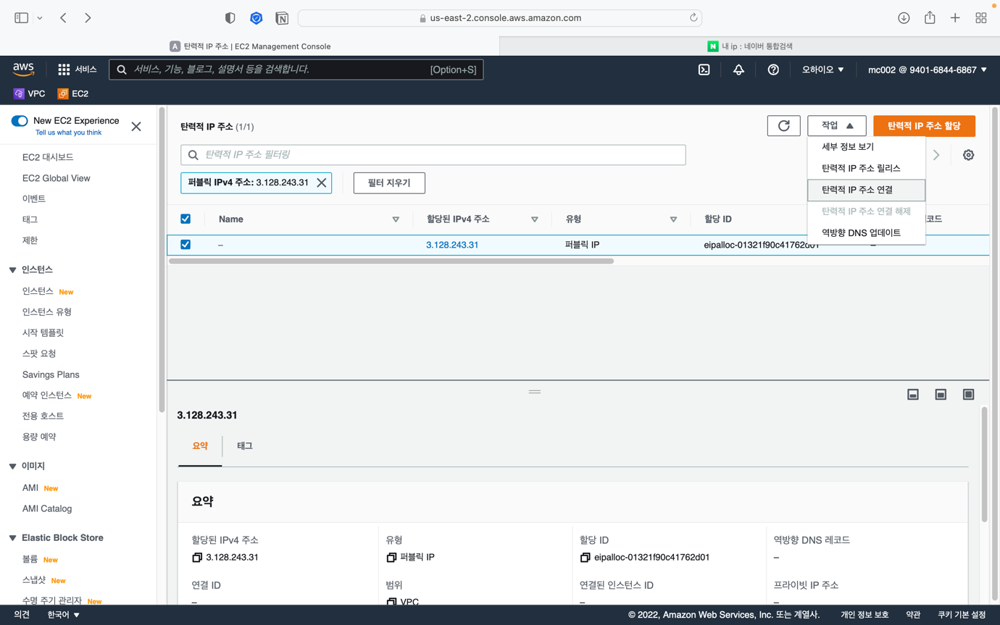 us-east-2.console.aws.amazon.com
A 탄력적 IP 주소 | EC2 Management Console
N 내 ip : 네이버 통합검색
aws 서비스 서비스, 기능, 블로그, 설명서 등을 검색합니다. [Option+S] 오하이오 mc002 @ 9401-6844-6867
VPC EC2
New EC2 Experience
Tell us what you think
EC2 대시보드
EC2 Global View
이벤트
태그
제한
인스턴스
인스턴스 New
인스턴스 유형
시작 템플릿
스팟 요청
Savings Plans
예약 인스턴스 New
전용 호스트
용량 예약
이미지
AMI New
AMI Catalog
Elastic Block Store
볼륨 New
스냅샷 New
수명 주기 관리자 New
탄력적 IP 주소 (1/1)
작업
탄력적 IP 주소 할당
탄력적 IP 주소 필터링
퍼블릭 IPv4 주소: 3.128.243.31
필터 지우기
세부 정보 보기
탄력적 IP 주소 릴리스
탄력적 IP 주소 연결
탄력적 IP 주소 연결 해제
역방향 DNS 업데이트
Name 할당된 IPv4 주소 유형 할당 ID 코드
– 3.128.243.31 퍼블릭 IP eipalloc-01321f90c41762d01 –
3.128.243.31
요약 태그
요약
할당된 IPv4 주소 유형 할당 ID 역방향 DNS 레코드
3.128.243.31 퍼블릭 IP eipalloc-01321f90c41762d01 –
연결 ID 범위 연결된 인스턴스 ID 프라이빗 IP 주소
– VPC – –
의견 한국어 © 2022, Amazon Web Services, Inc. 또는 계열사. 개인 정보 보호 약관 쿠키 기본 설정